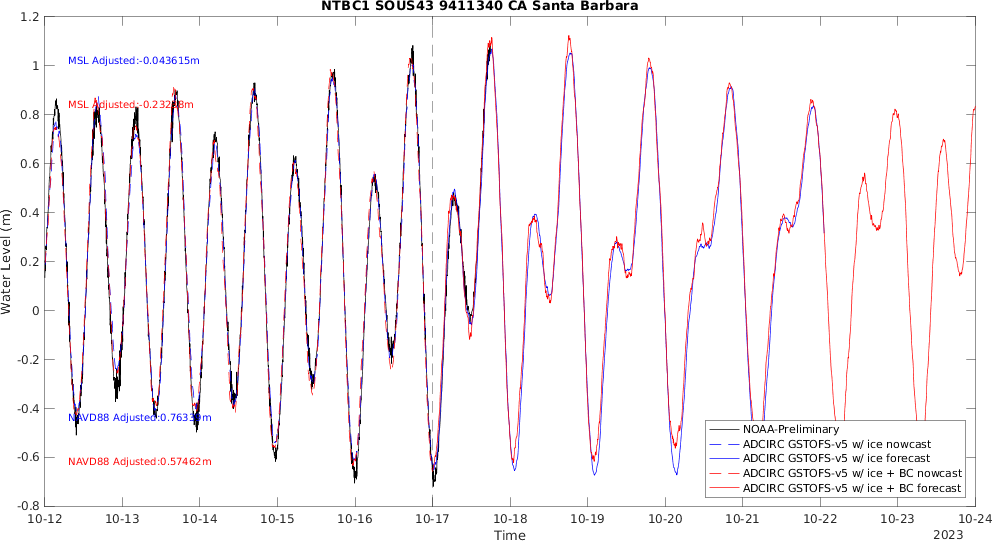 NTBC1 SOUS43 9411340 CA Santa Barbara
1.2
1
0.8
0.6
0.4
0.2
0
-0.2
-0.4
-0.6
-0.8
Water Level (m)
MSL Adjusted:-0.043615m
MSL
NAVD88
NAVD88 Adjusted:0.57462m
NOAA-Preliminary
ADCIRC GSTOFS-v5 w/ ice nowcast
ADCIRC GSTOFS-v5 w/ ice forecast
ADCIRC GSTOFS-v5 w/ ice + BC nowcast
ADCIRC GSTOFS-v5 w/ ice + BC forecast
10-12 10-13 10-14 10-15 10-16 10-17 10-18 10-19 10-20 10-21 10-22 10-23 10-24
Time
2023